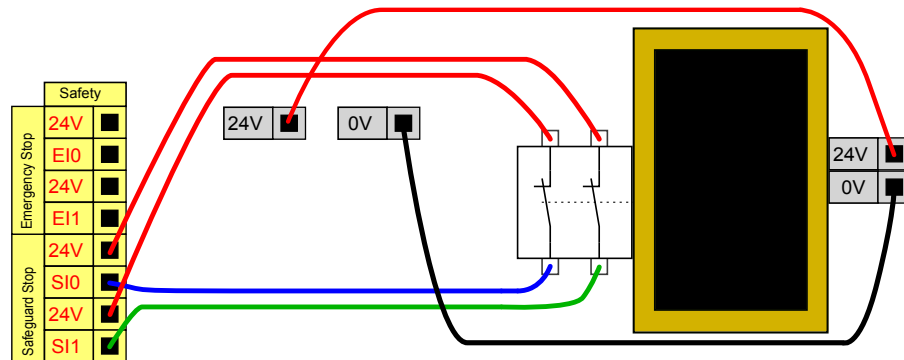 Safety
Emergency Stop
24V
EI0
24V
EI1
Safeguard Stop
24V
SI0
24V
SI1
24V
0V
24V
0V